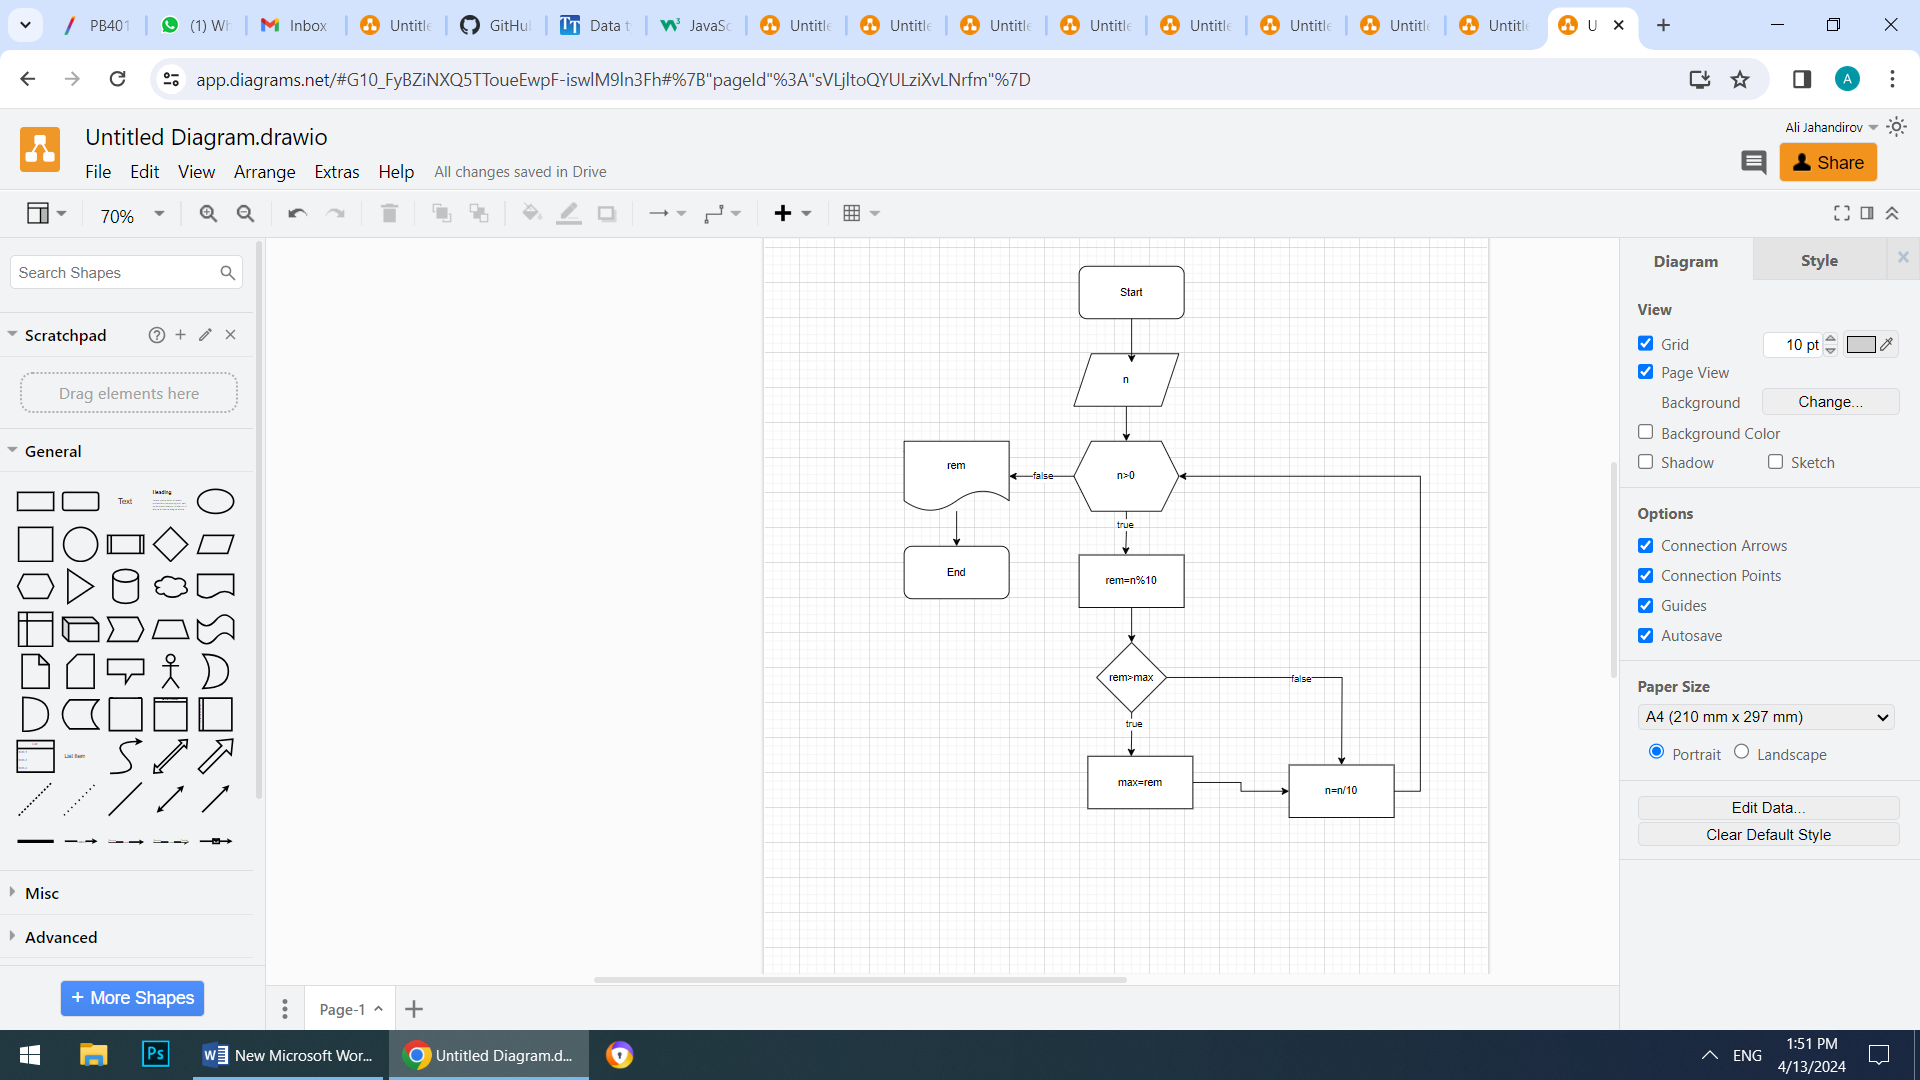 PB401
(1) Wh
Inbox
Untitle
GitHu
Data t
JavaSc
Untitle
Untitle
Untitle
Untitle
Untitle
Untitle
Untitle
Untitle
U
app.diagrams.net/#G10_FyBZiNXQ5TToueEwpF-iswlM9ln3Fh#%7B"pageId"%3A"sVLjltoQYULziXvLNrfm"%7D
A
Untitled Diagram.drawio
Ali Jahandirov
File Edit View Arrange Extras Help All changes saved in Drive
Share
70%
Search Shapes
Scratchpad
Drag elements here
General
Text
Heading
List Item
Misc
Advanced
+ More Shapes
Start
n
n>0
false
rem
true
End
rem=n%10
rem>max
false
true
max=rem
n=n/10
Diagram
Style
View
Grid
10 pt
Page View
Background
Change...
Background Color
Shadow
Sketch
Options
Connection Arrows
Connection Points
Guides
Autosave
Paper Size
A4 (210 mm x 297 mm)
Portrait
Landscape
Edit Data...
Clear Default Style
Page-1
Ps
New Microsoft Wor...
Untitled Diagram.d...
ENG
1:51 PM
4/13/2024